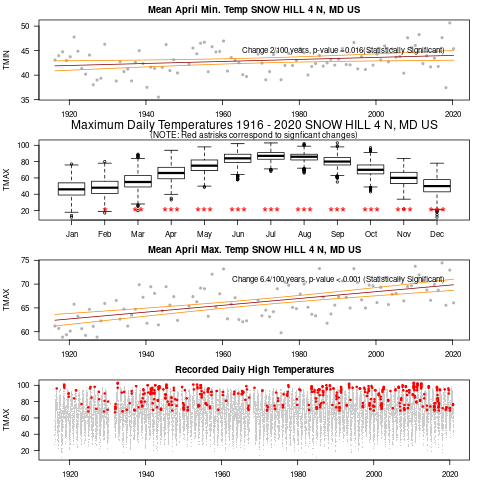 Mean April Min. Temp SNOW HILL 4 N, MD US
50
45
40
35
TMIN
Change 2/100 years, p-value =0.016(Statistically Significant)
1920 1940 1960 1980 2000 2020
Maximum Daily Temperatures 1916 - 2020 SNOW HILL 4 N, MD US
(NOTE: Red astrisks correspond to signficant changes)
100
80
60
40
20
TMAX
** *** *** *** *** *** *** *** *** *** ***
Jan Feb Mar Apr May Jun Jul Aug Sep Oct Nov Dec
Mean April Max. Temp SNOW HILL 4 N, MD US
75
70
65
60
TMAX
Change 6.4/100 years, p-value < 0.001 (Statistically Significant)
1920 1940 1960 1980 2000 2020
Recorded Daily High Temperatures
100
80
60
40
20
TMAX
1920 1940 1960 1980 2000 2020